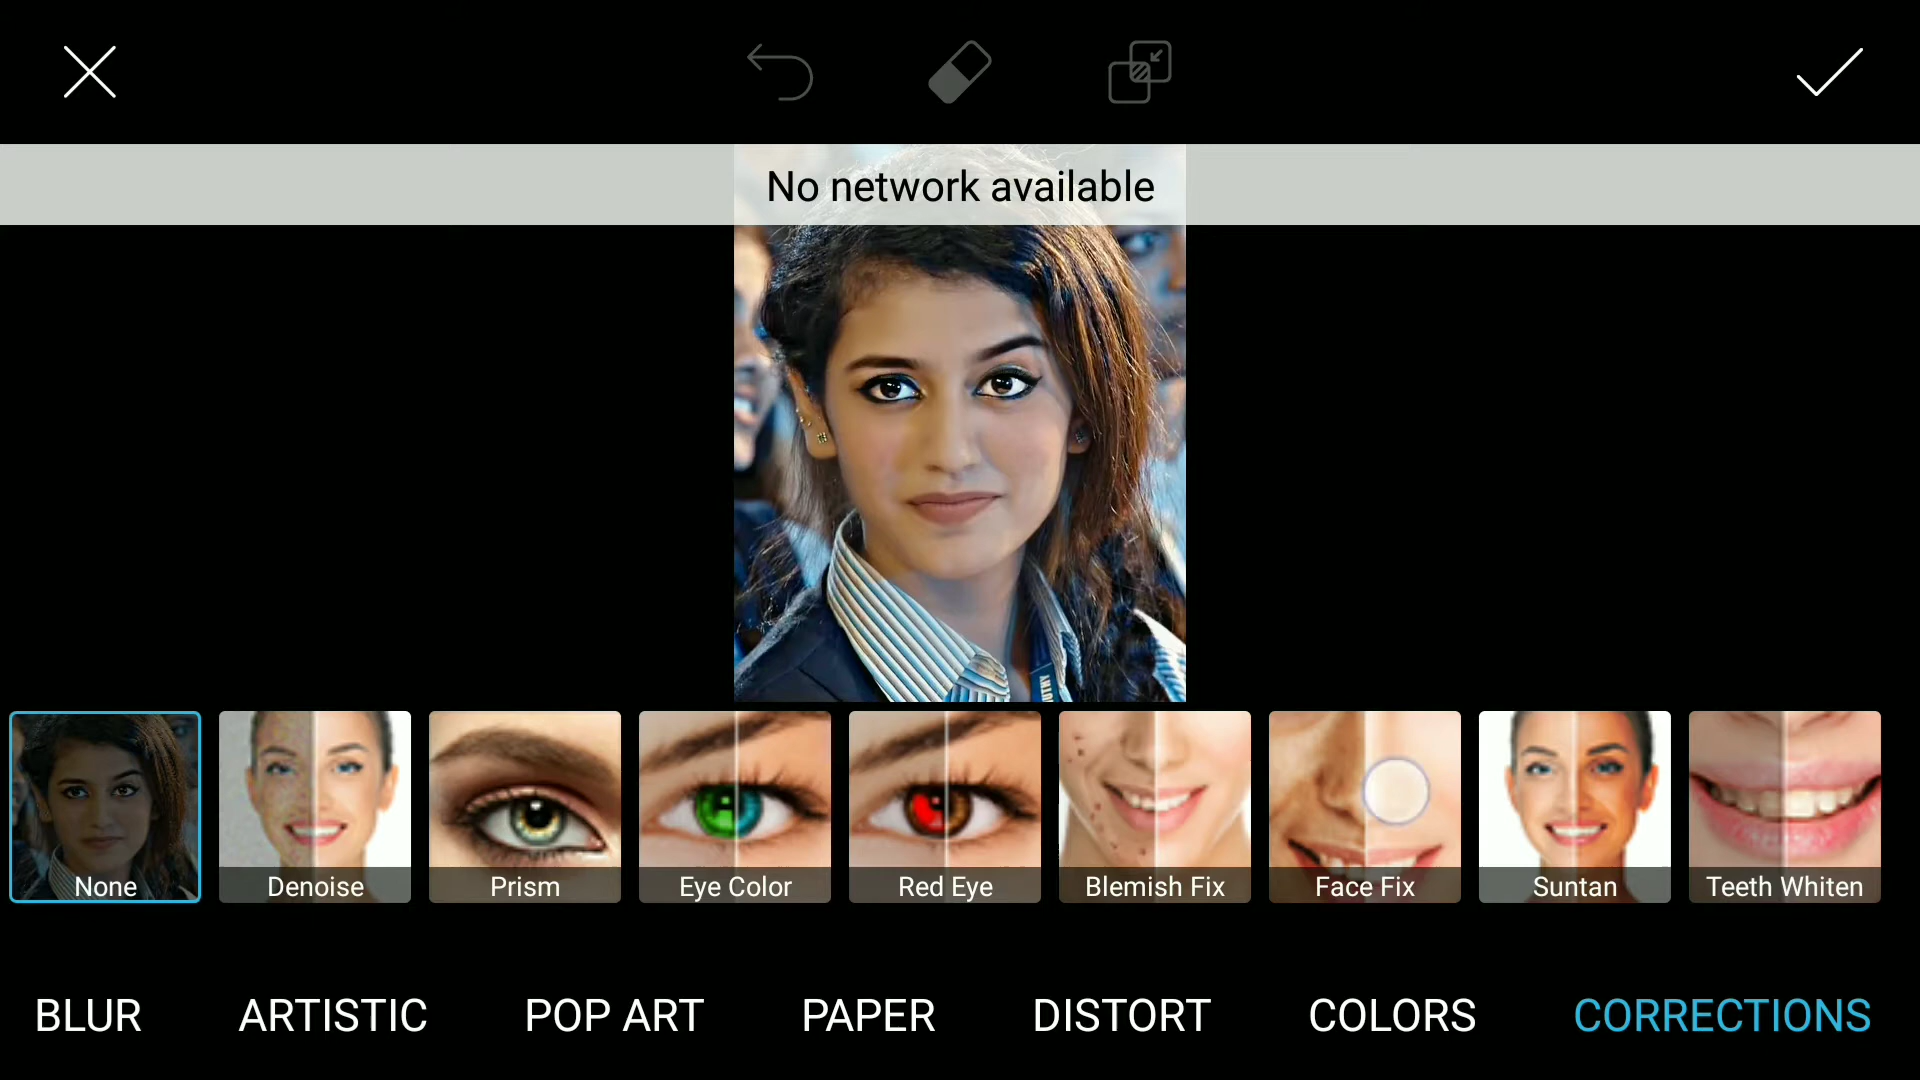 No network available
None
Denoise
Prism
Eye Color
Red Eye
Blemish Fix
Face Fix
Suntan
Teeth Whiten
BLUR
ARTISTIC
POP ART
PAPER
DISTORT
COLORS
CORRECTIONS